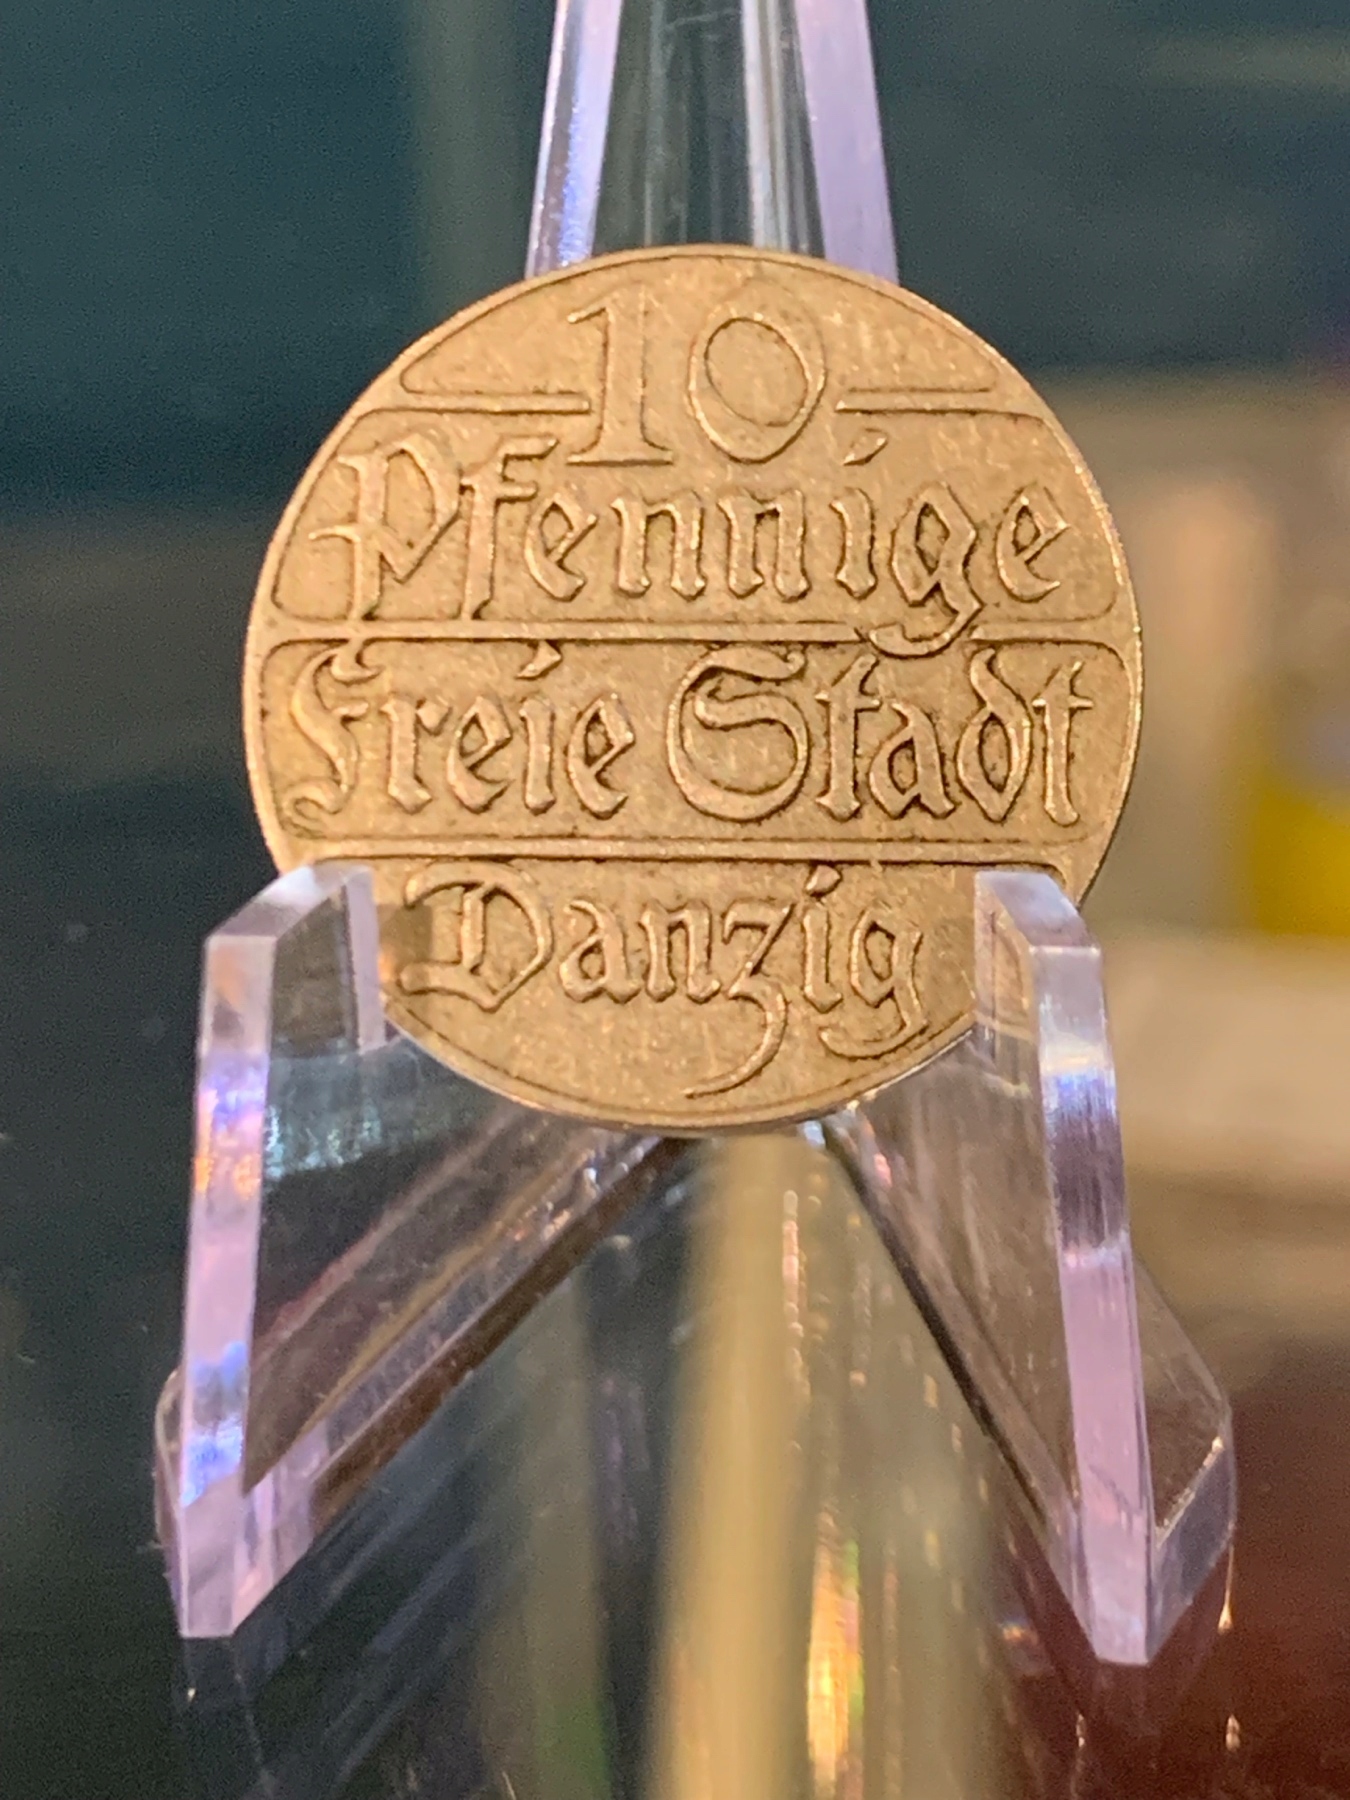 10
Pfennige
Freie Stadt
Danzig